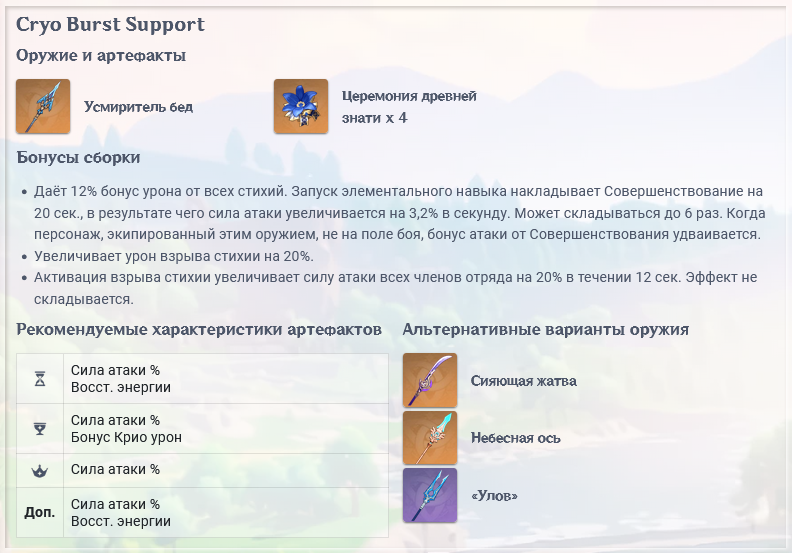 Cryo Burst Support
Оружие и артефакты
Усмиритель бед
Церемония древней
знати x 4
Бонусы сборки
• Даёт 12% бонус урона от всех стихий. Запуск элементального навыка накладывает Совершенствование на
20 сек., в результате чего сила атаки увеличивается на 3,2% в секунду. Может складываться до 6 раз. Когда
персонаж, экипированный этим оружием, не на поле боя, бонус атаки от Совершенствования удваивается.
• Увеличивает урон взрыва стихии на 20%.
• Активация взрыва стихии увеличивает силу атаки всех членов отряда на 20% в течении 12 сек. Эффект не
складывается.
Рекомендуемые характеристики артефактов
Сила атаки %
Восст. энергии
Сила атаки %
Бонус Крио урон
Сила атаки %
Доп.
Сила атаки %
Восст. энергии
Альтернативные варианты оружия
Сияющая жатва
Небесная ось
«Улов»